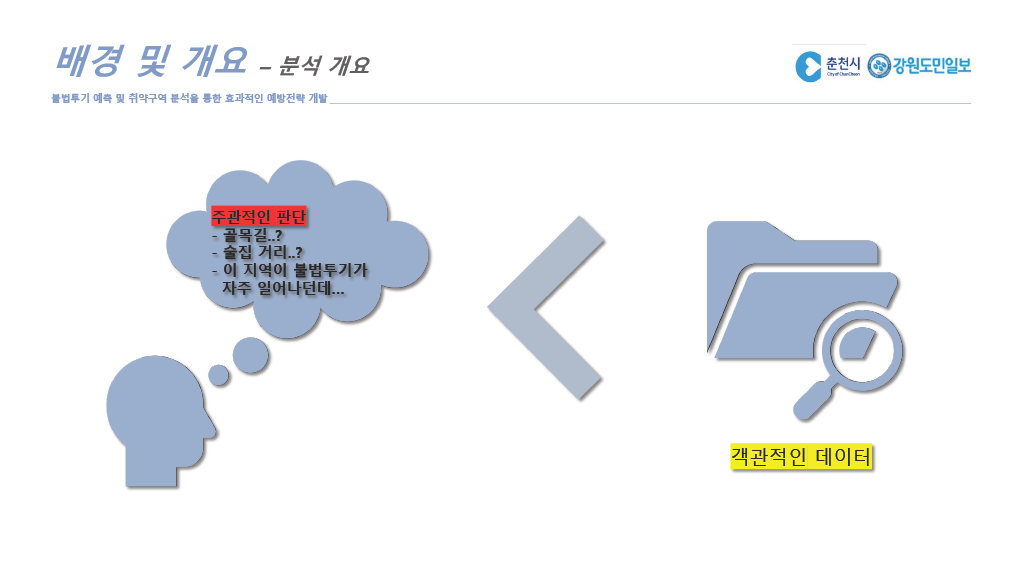 배경 및 개요 – 분석 개요
춘천시
City of ChunCheon
강원도민일보
불법투기 예측 및 취약구역 분석을 통한 효과적인 예방전략 개발
주관적인 판단
- 골목길..?
- 술집 거리..?
- 이 지역이 불법투기가
자주 일어나던데...
객관적인 데이터